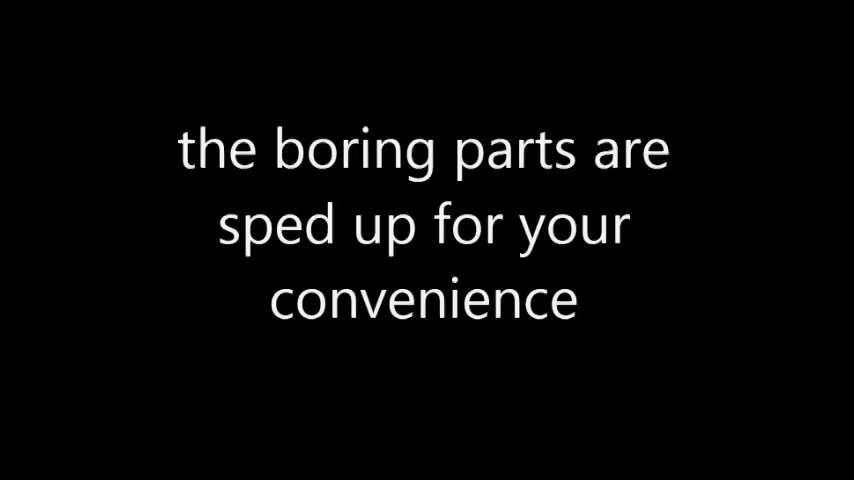 the boring parts are
sped up for your
convenience